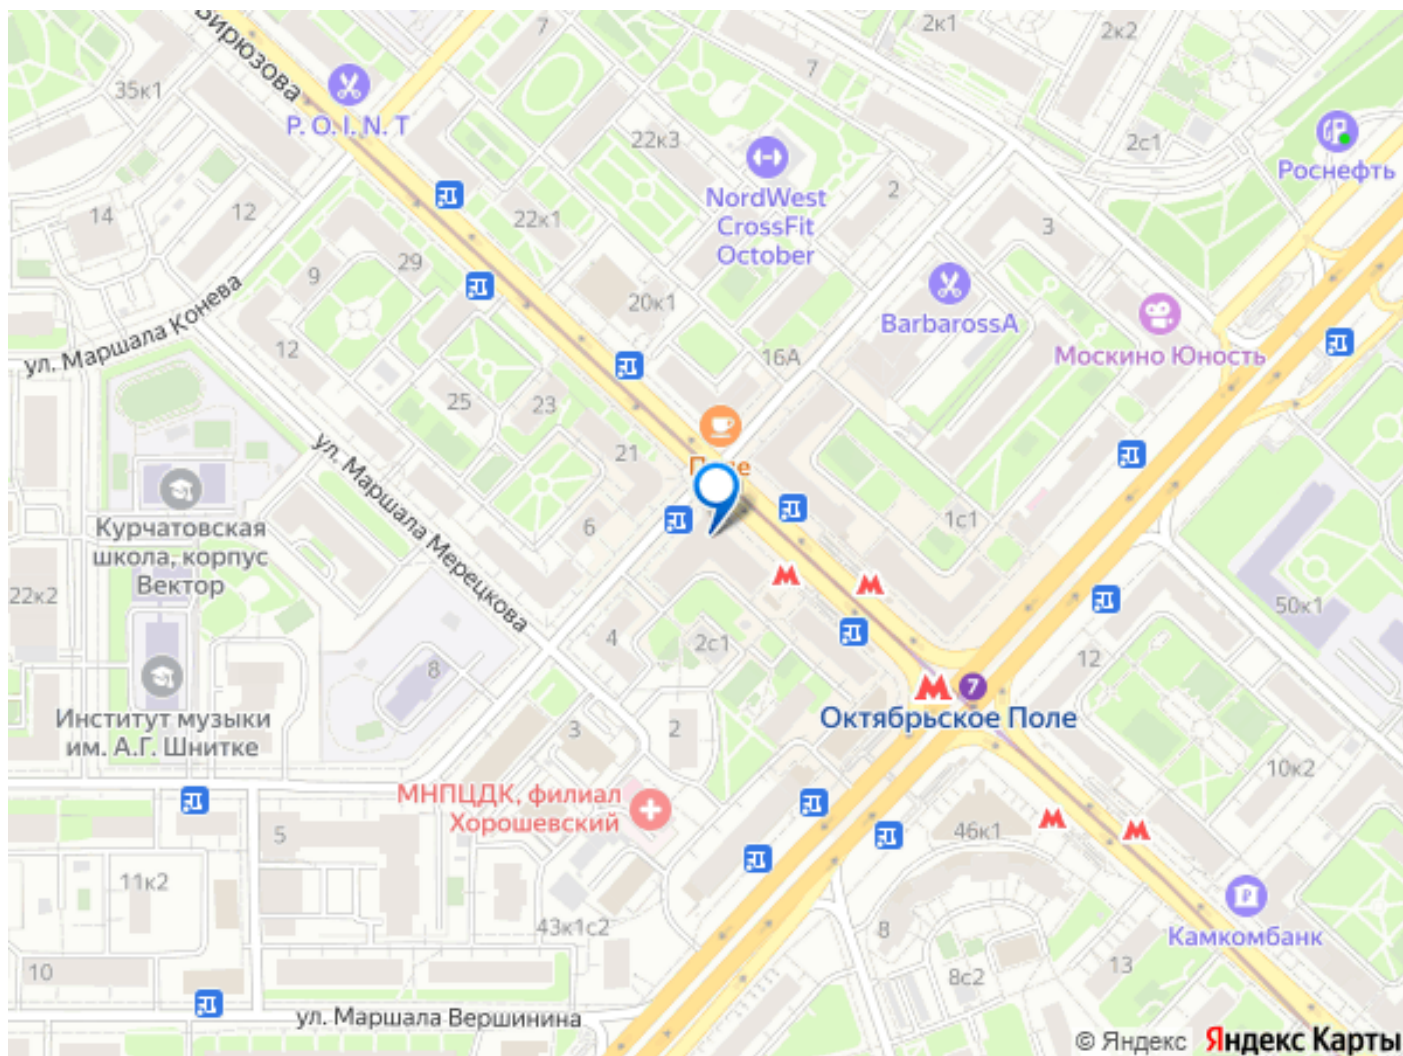 Бирюзова
7
2к1
2к2
7
35к1
P. O. I. N. T
22к3
2с1
Роснефть
NordWest
CrossFit
October
2
14
12
22к1
3
29
9
20к1
BarbarossA
Москино Юность
ул. Маршала Конева
12
16А
25
23
21
ул. Маршала Мерецкова
Курчатовская
школа, корпус
Вектор
6
1с1
22к2
50к1
4
2с1
12
8
Октябрьское Поле
7
Институт музыки
им. А.Г. Шнитке
3
2
10к2
МНПЦДК, филиал
Хорошевский
5
46к1
11к2
43к1с2
8
Камкомбанк
10
8с2
13
ул. Маршала Вершинина
© Яндекс Яндекс Карты